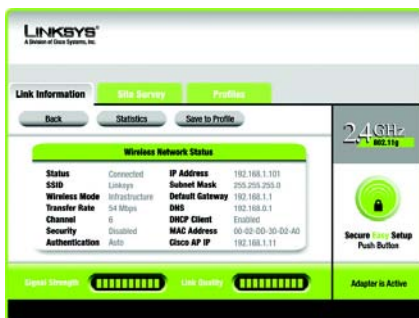 LINKSYS®
A Division of Cisco Systems, Inc.
Link Information Site Survey Profiles
Back Statistics Save to Profile
2.4GHz
802.11g
Wireless Network Status
Status Connected IP Address 192.168.1.101
SSID Linksys Subnet Mask 255.255.255.0
Wireless Mode Infrastructure Default Gateway 192.168.1.1
Transfer Rate 54 Mbps DNS 192.168.0.1
Channel 6 DHCP Client Enabled
Security Disabled MAC Address 00-02-DD-30-D2-A0
Authentication Auto Cisco AP IP 192.168.1.11
Secure Easy Setup
Push Button
Signal Strength Link Quality Adapter is Active